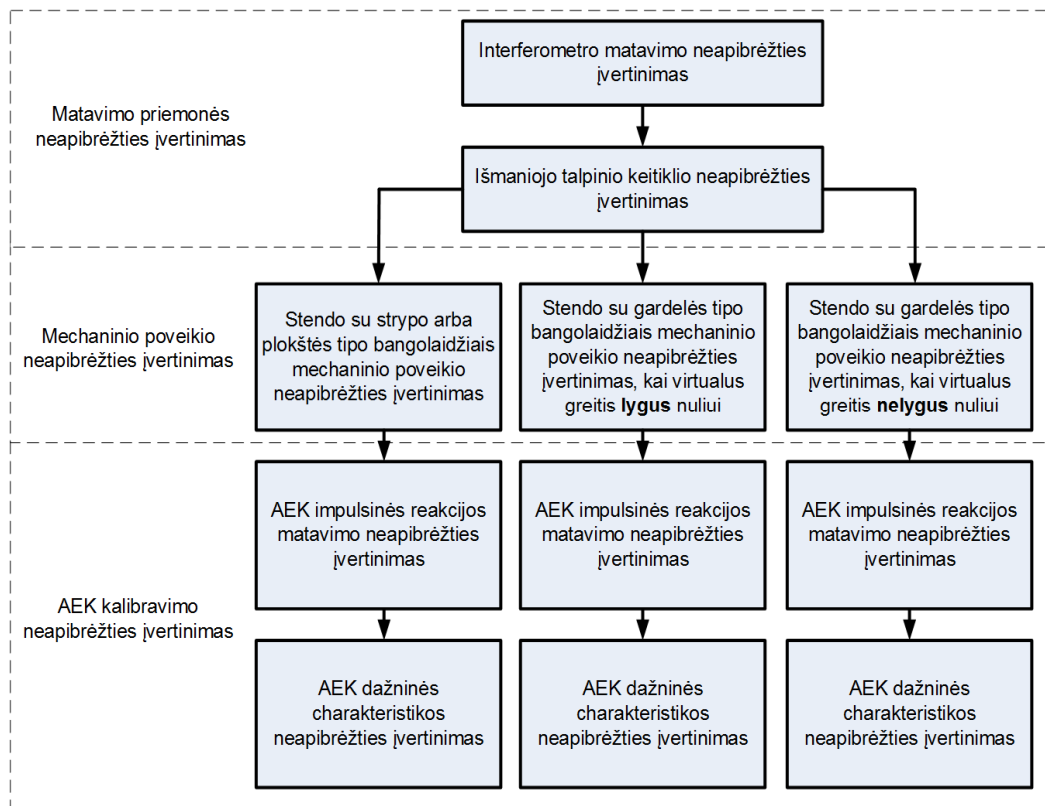 Interferometro matavimo neapibrėžties
įvertinimas
Matavimo priemonės
neapibrėžties įvertinimas
Išmaniojo talpinio keitiklio neapibrėžties
įvertinimas
Mechaninio poveikio
neapibrėžties įvertinimas
Stendo su strypo arba
plokštės tipo bangolaidžiais
mechaninio poveikio
neapibrėžties įvertinimas
Stendo su gardelės tipo
bangolaidžiais mechaninio
poveikio neapibrėžties
įvertinimas, kai virtualus
greitis lygus nuliui
Stendo su gardelės tipo
bangolaidžiais mechaninio
poveikio neapibrėžties
įvertinimas, kai virtualus
greitis nelygus nuliui
AEK kalibravimo
neapibrėžties įvertinimas
AEK impulsinės reakcijos
matavimo neapibrėžties
įvertinimas
AEK impulsinės reakcijos
matavimo neapibrėžties
įvertinimas
AEK impulsinės reakcijos
matavimo neapibrėžties
įvertinimas
AEK dažninės
charakteristikos
neapibrėžties įvertinimas
AEK dažninės
charakteristikos
neapibrėžties įvertinimas
AEK dažninės
charakteristikos
neapibrėžties įvertinimas